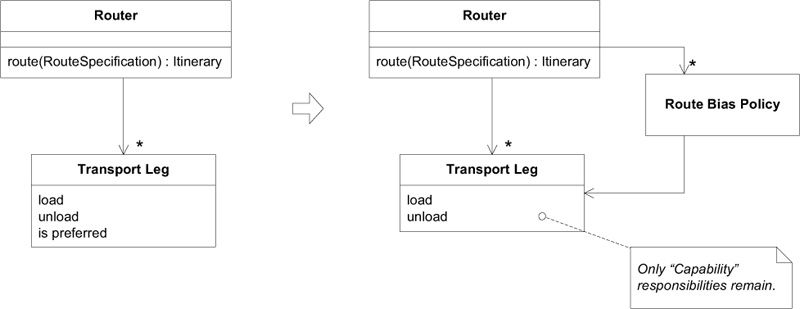 Router
route(RouteSpecification) : Itinerary
*
Transport Leg
load
unload
is preferred
Router
route(RouteSpecification) : Itinerary
*
Route Bias Policy
*
Transport Leg
load
unload
Only “Capability”
responsibilities remain.